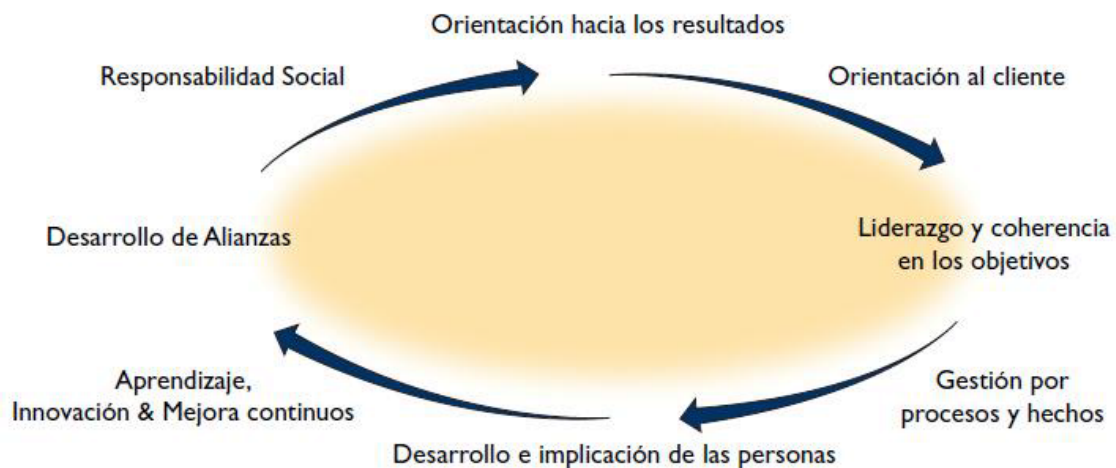 Orientación hacia los resultados
Responsabilidad Social
Orientación al cliente
Desarrollo de Alianzas
Liderazgo y coherencia
en los objetivos
Aprendizaje,
Innovación & Mejora continuos
Gestión por
procesos y hechos
Desarrollo e implicación de las personas